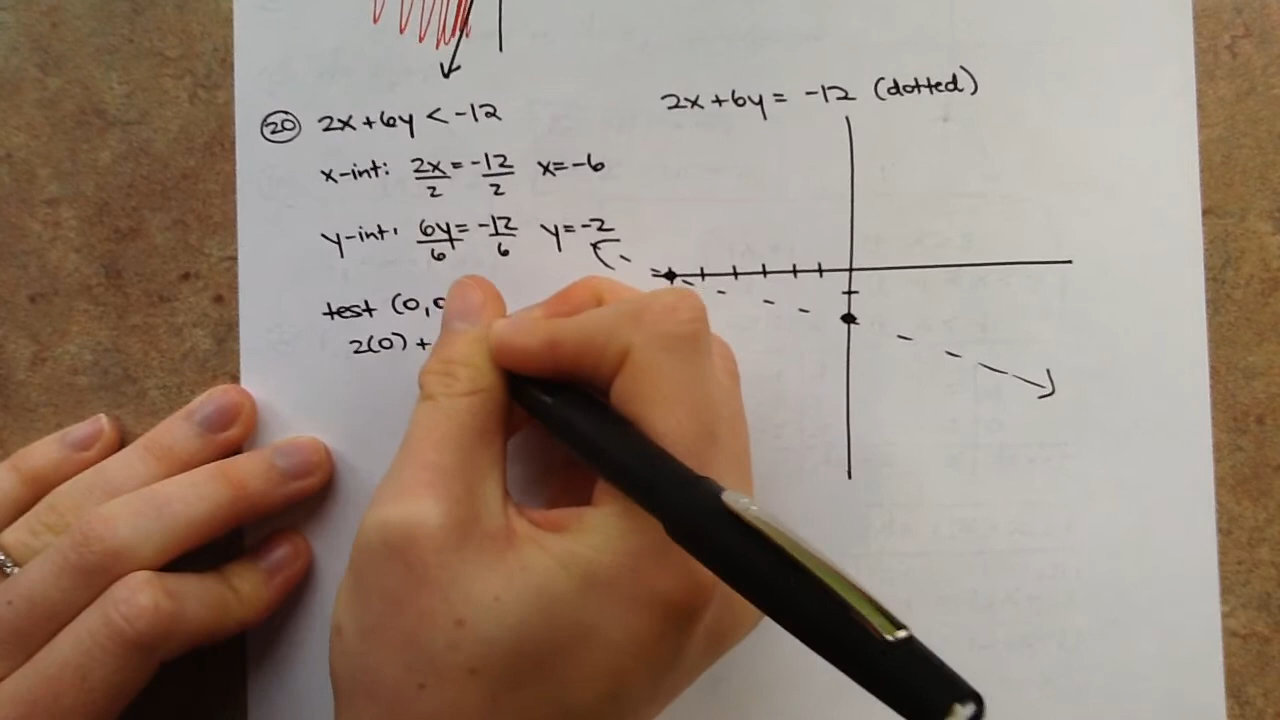 20 2x+6y < -12
2x+6y = -12 (dotted)
x-int: 2x/2 = -12/2 x=-6
y-int: 6y/6 = -12/6 y=-2
test (0,0
2(0) +